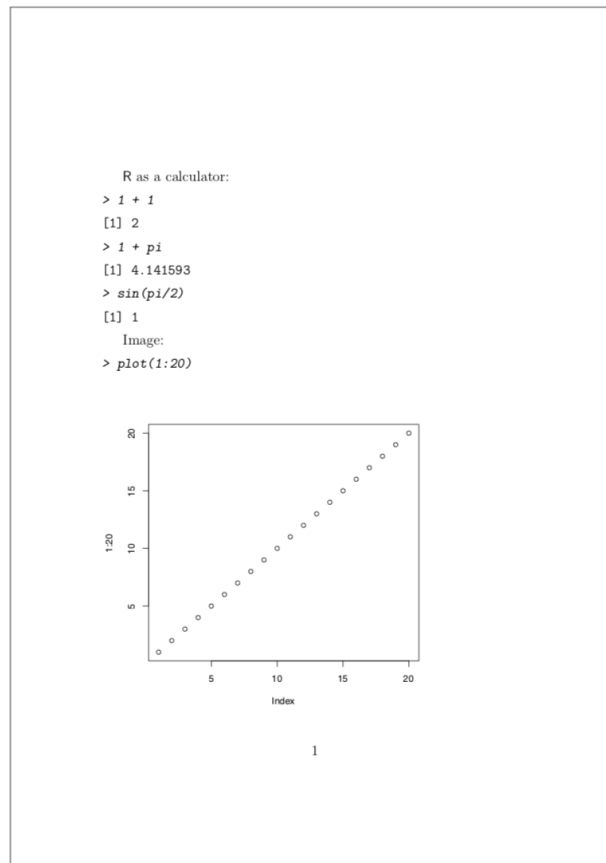 R as a calculator:
> 1 + 1
[1] 2
> 1 + pi
[1] 4.141593
> sin(pi/2)
[1] 1
Image:
> plot(1:20)
20
15
10
5
1:20
5 10 15 20
Index
1